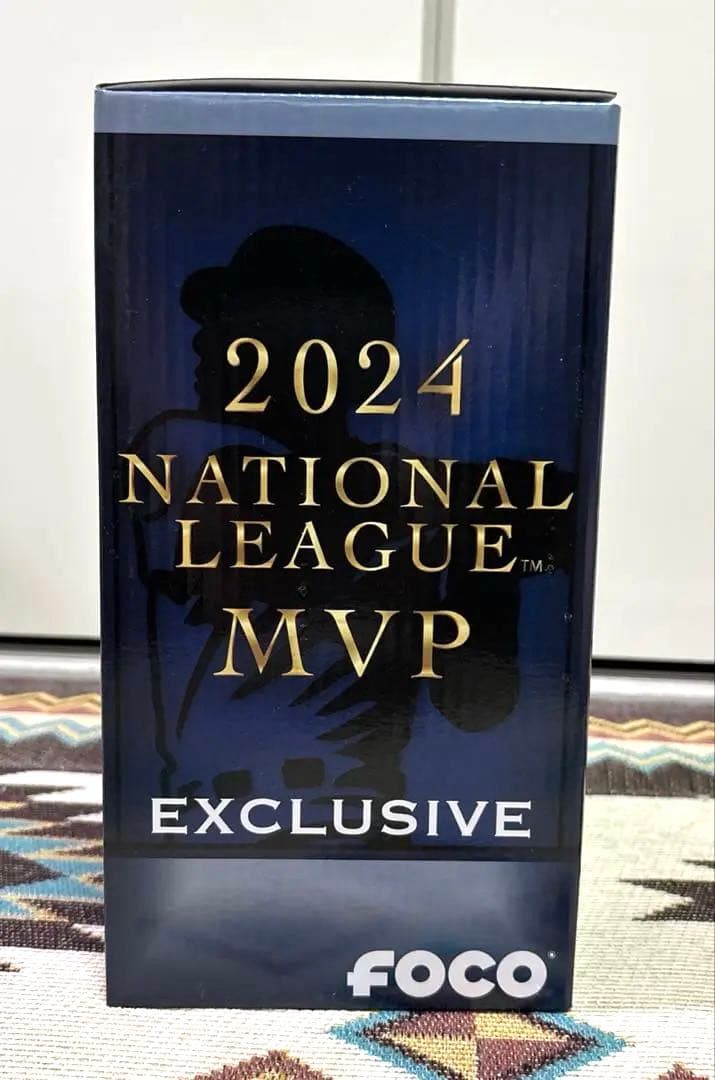 2024
NATIONAL
LEAGUE™
MVP
EXCLUSIVE
FOCO®